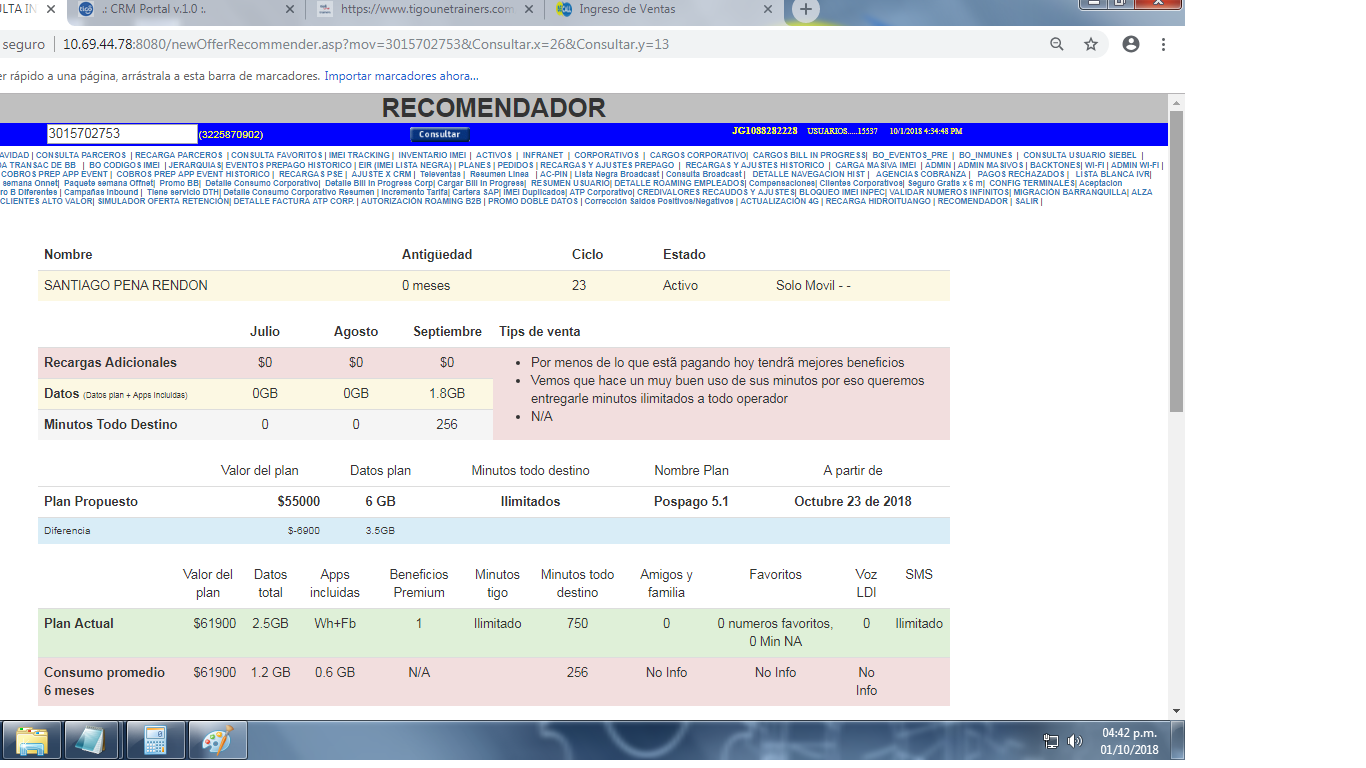 ULTA IN
.: CRM Portal v.1.0 :.
https://www.tigounetrainers.com
Ingreso de Ventas
seguro | 10.69.44.78:8080/newOfferRecommender.asp?mov=3015702753&Consultar.x=26&Consultar.y=13
er rápido a una página, arrástrala a esta barra de marcadores. Importar marcadores ahora...
RECOMENDADOR
3015702753 (3225870902) Consultar JG1088282228 USUARIOS.....15537 10/1/2018 4:34:48 PM
AVIDAD | CONSULTA PARCEROS | RECARGA PARCEROS | CONSULTA FAVORITOS | IMEI TRACKING | INVENTARIO IMEI | ACTIVOS | INFRANET | CORPORATIVOS | CARGOS CORPORATIVO| CARGOS BILL IN PROGRESS| BO_EVENTOS_PRE | BO_INMUNES | CONSULTA USUARIO SIEBEL |
DA TRANSAC DE BB | BO CODIGOS IMEI | JERARQUIAS| EVENTOS PREPAGO HISTORICO | EIR (IMEI LISTA NEGRA) | PLANES | PEDIDOS | RECARGAS Y AJUSTES PREPAGO | RECARGAS Y AJUSTES HISTORICO | CARGA MASIVA IMEI | ADMIN | ADMIN MASIVOS | BACKTONES| WI-FI | ADMIN WI-FI |
COBROS PREP APP EVENT | COBROS PREP APP EVENT HISTORICO | RECARGAS PSE | AJUSTE X CRM | Televentas | Resumen Linea | AC-PIN | Lista Negra Broadcast | Consulta Broadcast | DETALLE NAVEGACION HIST | AGENCIAS COBRANZA | PAGOS RECHAZADOS | LISTA BLANCA IVR|
semana Onnet| Paquete semana Offnet| Promo BB| Detalle Consumo Corporativo| Detalle Bill in Progress Corp| Cargar Bill in Progress| RESUMEN USUARIO| DETALLE ROAMING EMPLEADOS| Compensaciones| Clientes Corporativos| Seguro Gratis x 6 m| CONFIG TERMINALES| Aceptacion
ro B Diferentes | Campañas inbound | Tiene servicio DTH| Detalle Consumo Corporativo Resumen | Incremento Tarifa| Cartera SAP| IMEI Duplicados| ATP Corporativo| CREDIVALORES RECAUDOS Y AJUSTES| BLOQUEO IMEI INPEC| VALIDAR NUMEROS INFINITOS| MIGRACIÓN BARRANQUILLA| ALZA
CLIENTES ALTO VALOR| SIMULADOR OFERTA RETENCIÓN| DETALLE FACTURA ATP CORP. | AUTORIZACIÓN ROAMING B2B | PROMO DOBLE DATOS | Corrección Saldos Positivos/Negativos | ACTUALIZACIÓN 4G | RECARGA HIDROITUANGO | RECOMENDADOR | SALIR |
Nombre Antigüedad Ciclo Estado
SANTIAGO PENA RENDON 0 meses 23 Activo Solo Movil - -
Julio Agosto Septiembre Tips de venta
Recargas Adicionales $0 $0 $0
Datos (Datos plan + Apps Incluidas) 0GB 0GB 1.8GB
Minutos Todo Destino 0 0 256
• Por menos de lo que estã pagando hoy tendrã mejores beneficios
• Vemos que hace un muy buen uso de sus minutos por eso queremos
entregarle minutos ilimitados a todo operador
• N/A
Valor del plan Datos plan Minutos todo destino Nombre Plan A partir de
Plan Propuesto $55000 6 GB Ilimitados Pospago 5.1 Octubre 23 de 2018
Diferencia $-6900 3.5GB
Valor del plan Datos total Apps incluidas Beneficios Premium Minutos tigo Minutos todo destino Amigos y familia Favoritos Voz LDI SMS
Plan Actual $61900 2.5GB Wh+Fb 1 Ilimitado 750 0 0 numeros favoritos, 0 Min NA 0 Ilimitado
Consumo promedio 6 meses $61900 1.2 GB 0.6 GB N/A 256 No Info No Info No Info
04:42 p.m.
01/10/2018